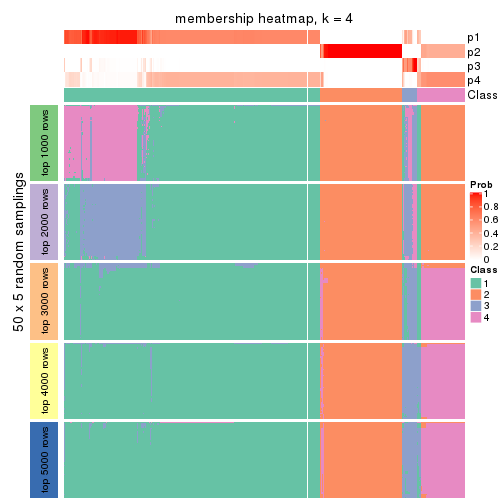 membership heatmap, k = 4
p1
p2
p3
p4
Class
50 x 5 random samplings
top 1000 rows
top 2000 rows
top 3000 rows
top 4000 rows
top 5000 rows
Prob
1
0.8
0.6
0.4
0.2
0
Class
1
2
3
4